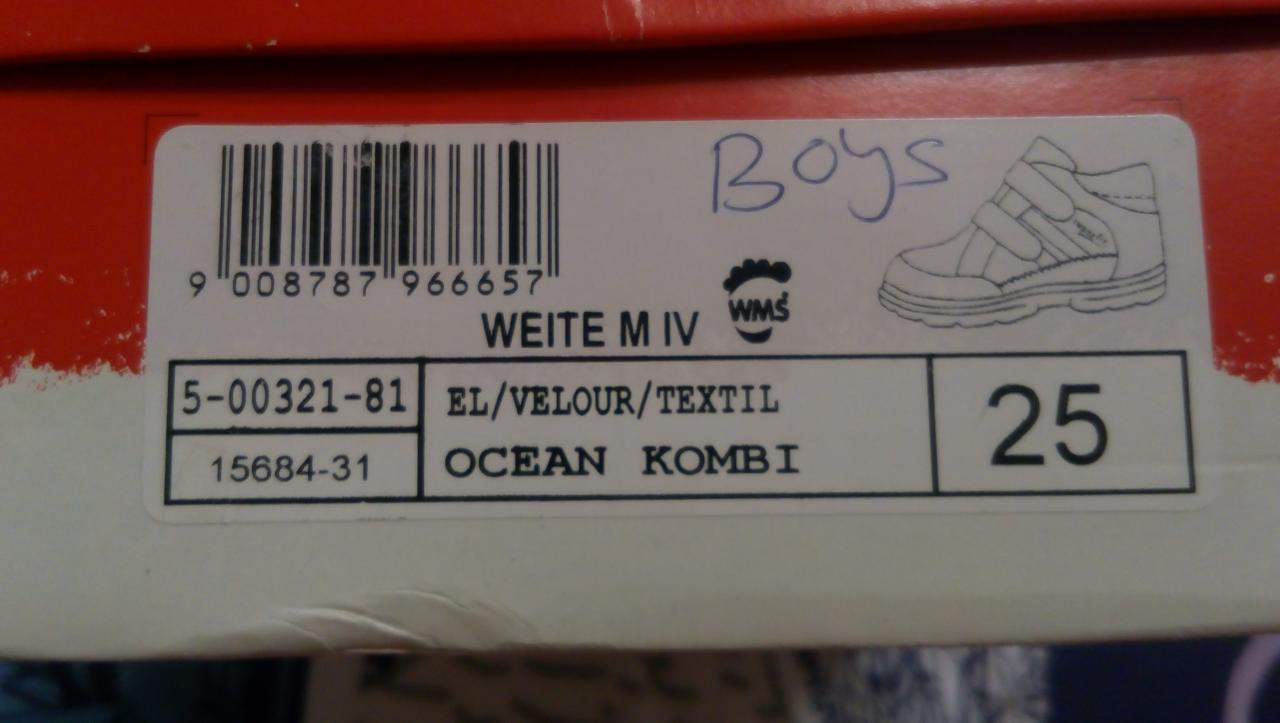 Boys
9 008787 966657
WMS
WEITE M IV
5-00321-81
EL/VELOUR/TEXTIL
25
15684-31
OCEAN KOMBI